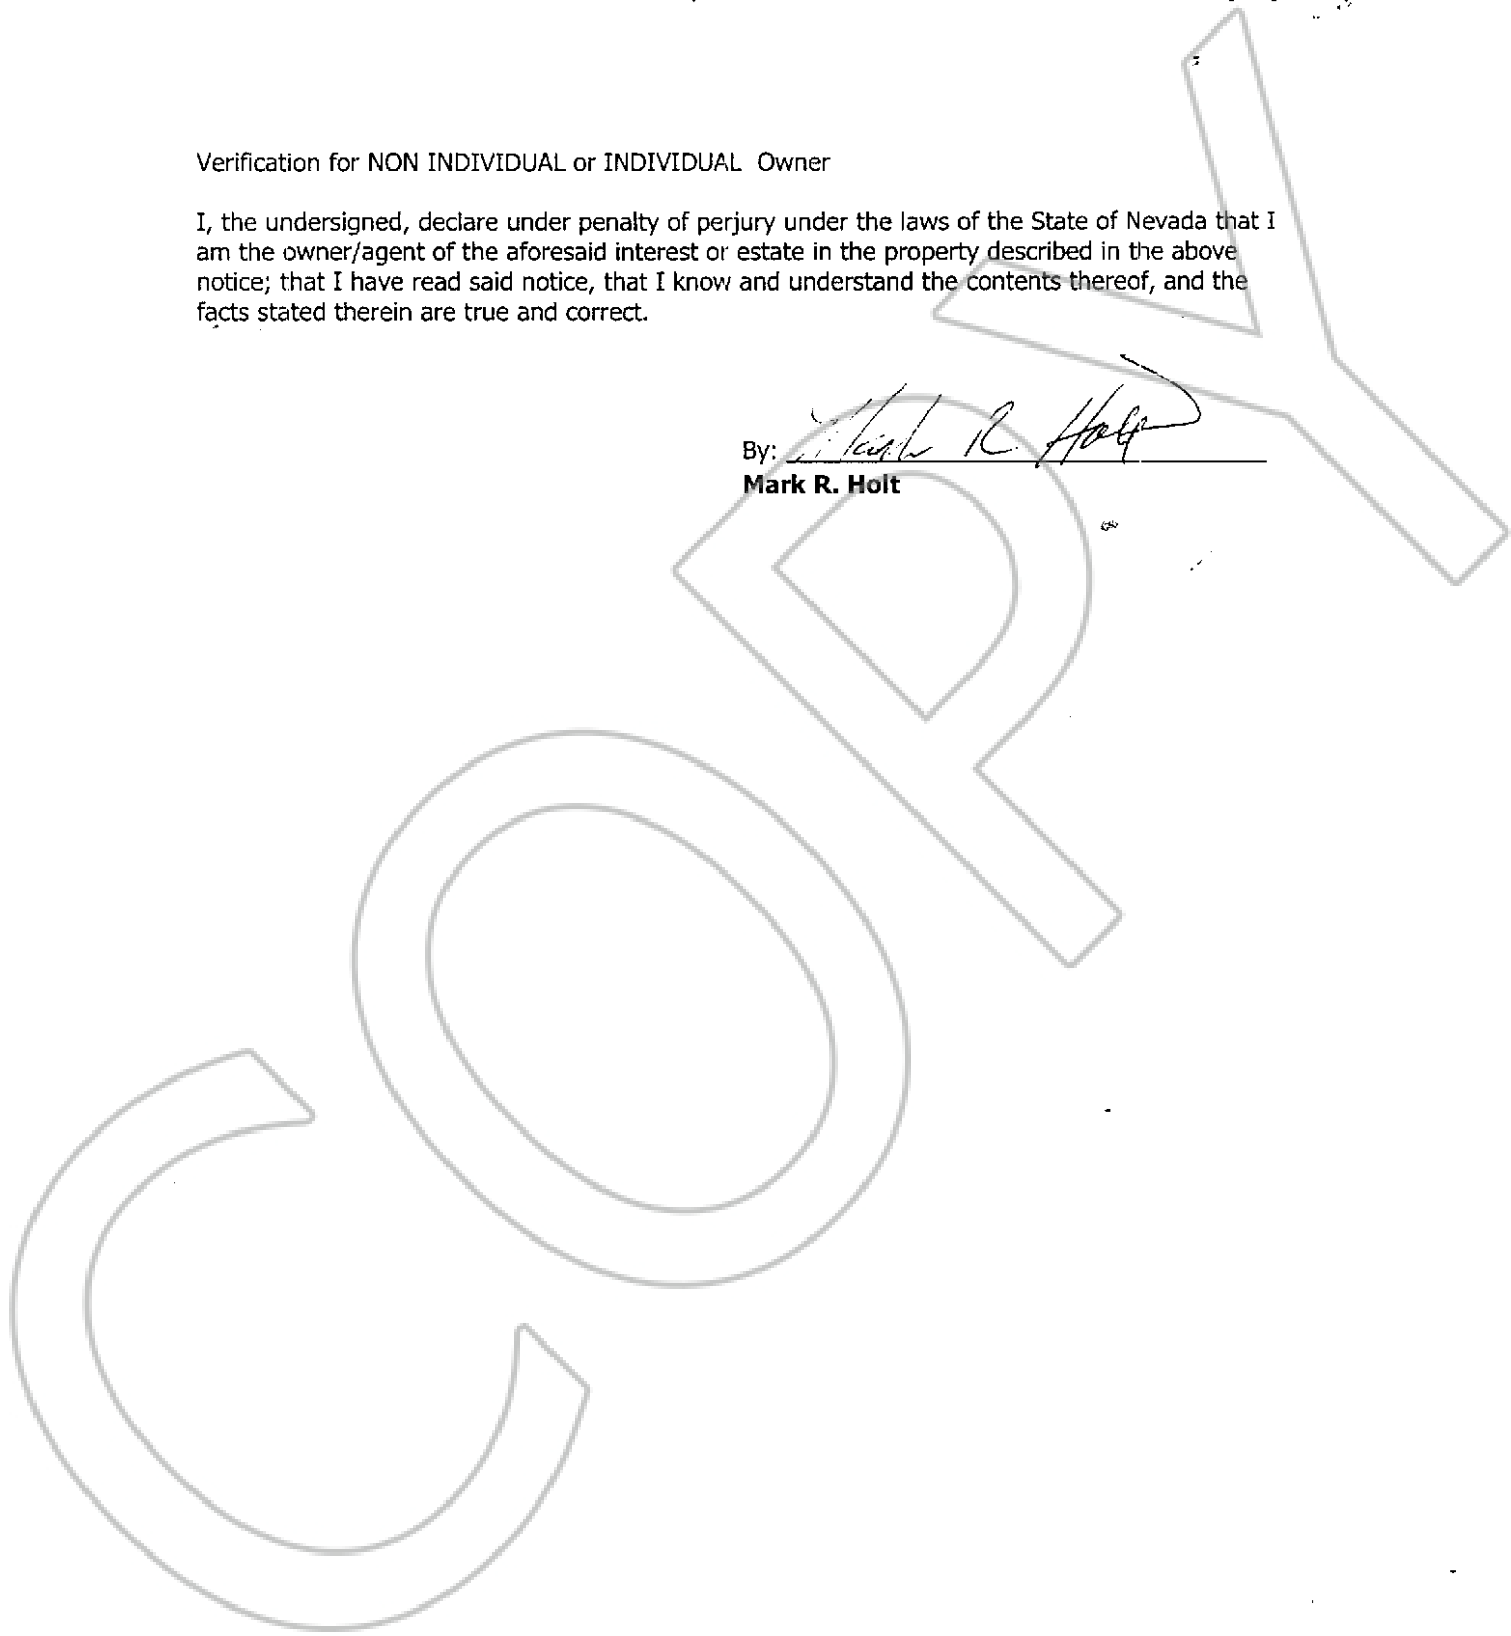 Verification for NON INDIVIDUAL or INDIVIDUAL Owner
I, the undersigned, declare under penalty of perjury under the laws of the State of Nevada that I
am the owner/agent of the aforesaid interest or estate in the property described in the above
notice; that I have read said notice, that I know and understand the contents thereof, and the
facts stated therein are true and correct.
By: Mark R. Holt
Mark R. Holt
COPY